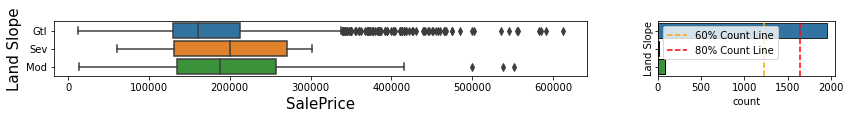 Land Slope
Gtl
Sev
Mod
0 100000 200000 300000 400000 500000 600000
SalePrice
Land Slope
60% Count Line
80% Count Line
0 500 1000 1500 2000
count